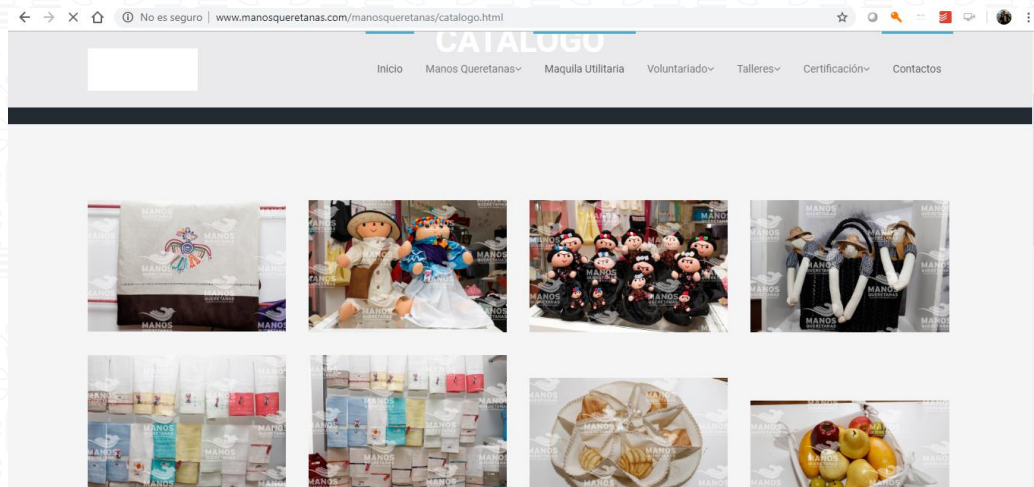 No es seguro | www.manosqueretanas.com/manosqueretanas/catalogo.html
CATALOGO
Inicio Manos Queretanas Maquila Utilitaria Voluntariado Talleres Certificación Contactos
MANOS QUERETANAS